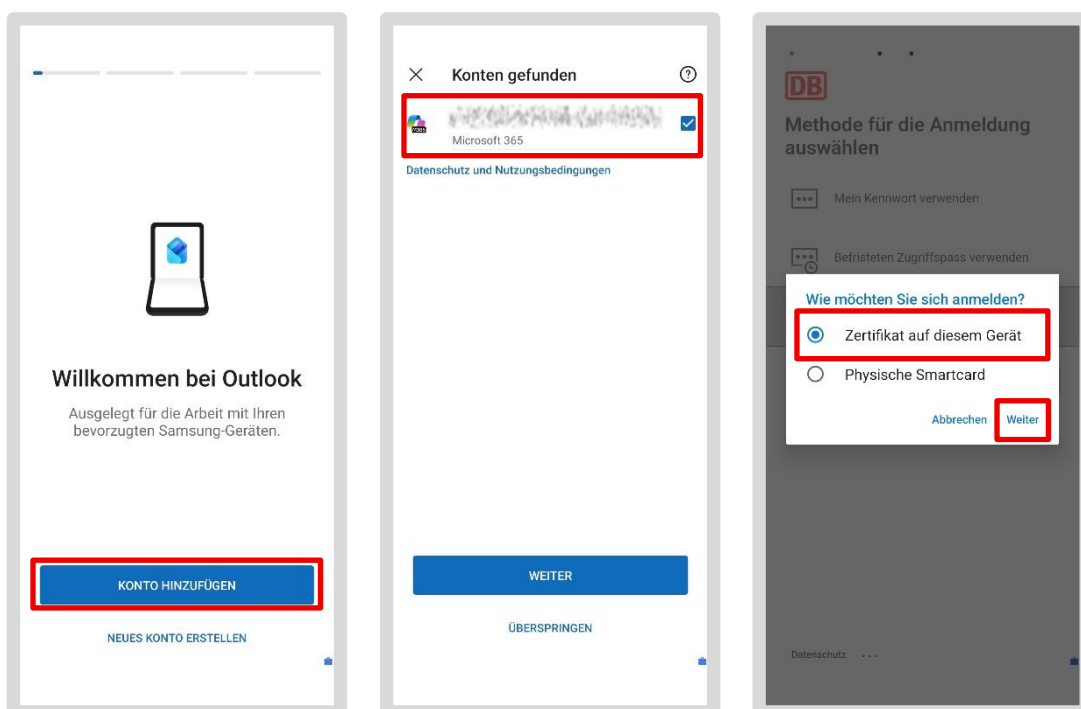 Willkommen bei Outlook
Ausgelegt für die Arbeit mit Ihren
bevorzugten Samsung-Geräten.
KONTO HINZUFÜGEN
NEUES KONTO ERSTELLEN
Konten gefunden
M365
Microsoft 365
Datenschutz und Nutzungsbedingungen
WEITER
ÜBERSPRINGEN
DB
Methode für die Anmeldung
auswählen
Mein Kennwort verwenden
Befristeten Zugriffspass verwenden
Wie möchten Sie sich anmelden?
Zertifikat auf diesem Gerät
Physische Smartcard
Abbrechen Weiter
Datenschutz ...